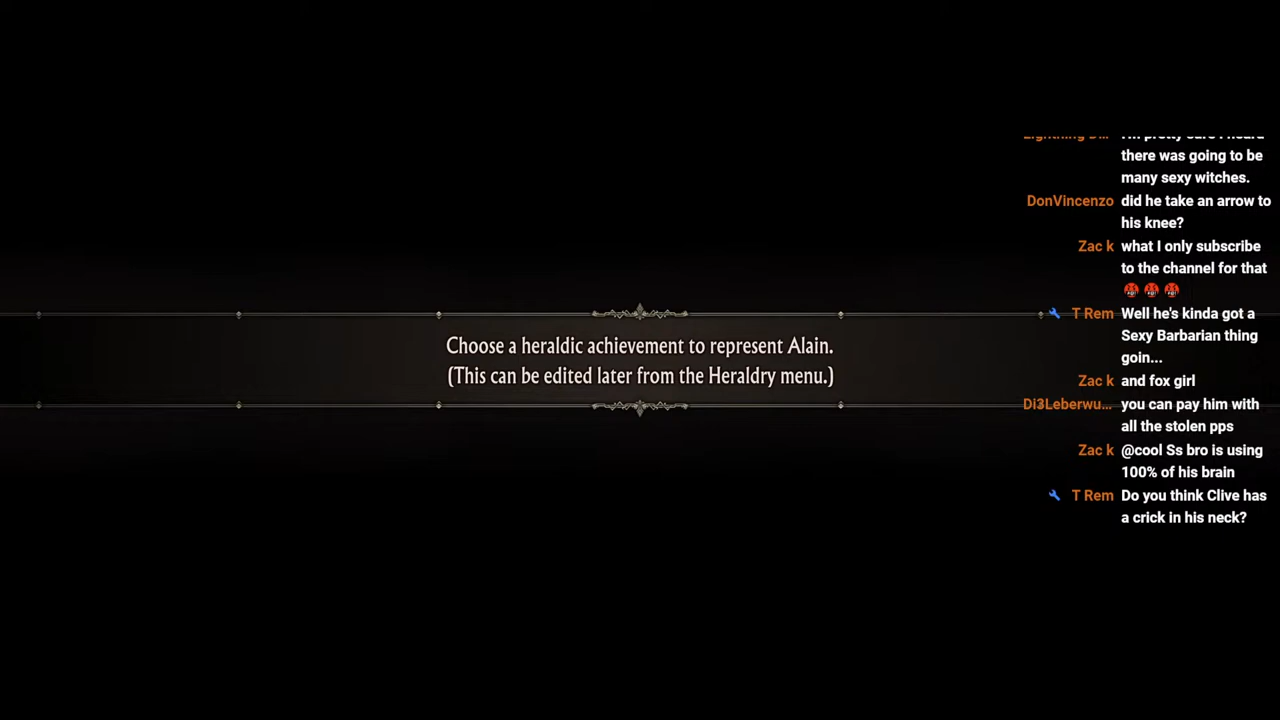 Choose a heraldic achievement to represent Alain.
(This can be edited later from the Heraldry menu.)
there was going to be
many sexy witches.
DonVincenzo did he take an arrow to
his knee?
Zac k what I only subscribe
to the channel for that
T Rem Well he's kinda got a
Sexy Barbarian thing
goin...
Zac k and fox girl
Di3Leberwu... you can pay him with
all the stolen pps
Zac k @cool Ss bro is using
100% of his brain
T Rem Do you think Clive has
a crick in his neck?